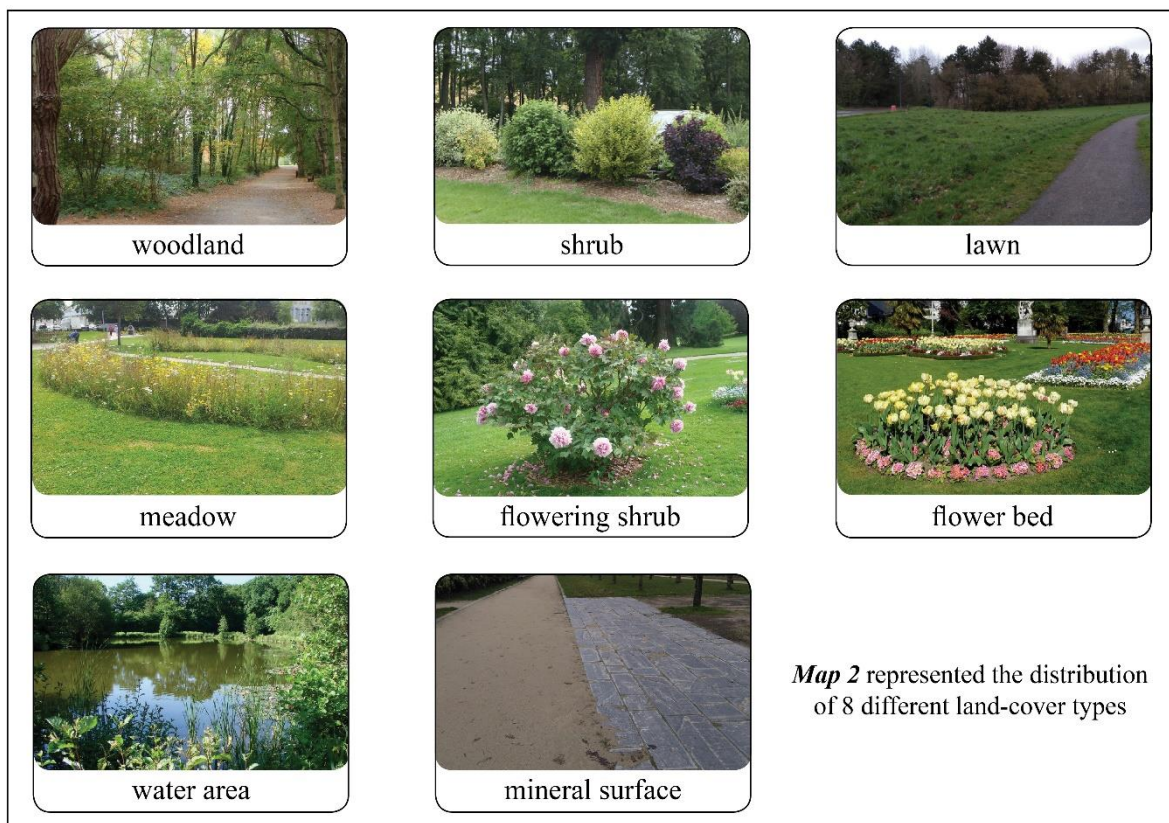 woodland
shrub
lawn
meadow
flowering shrub
flower bed
water area
mineral surface
Map 2 represented the distribution
of 8 different land-cover types